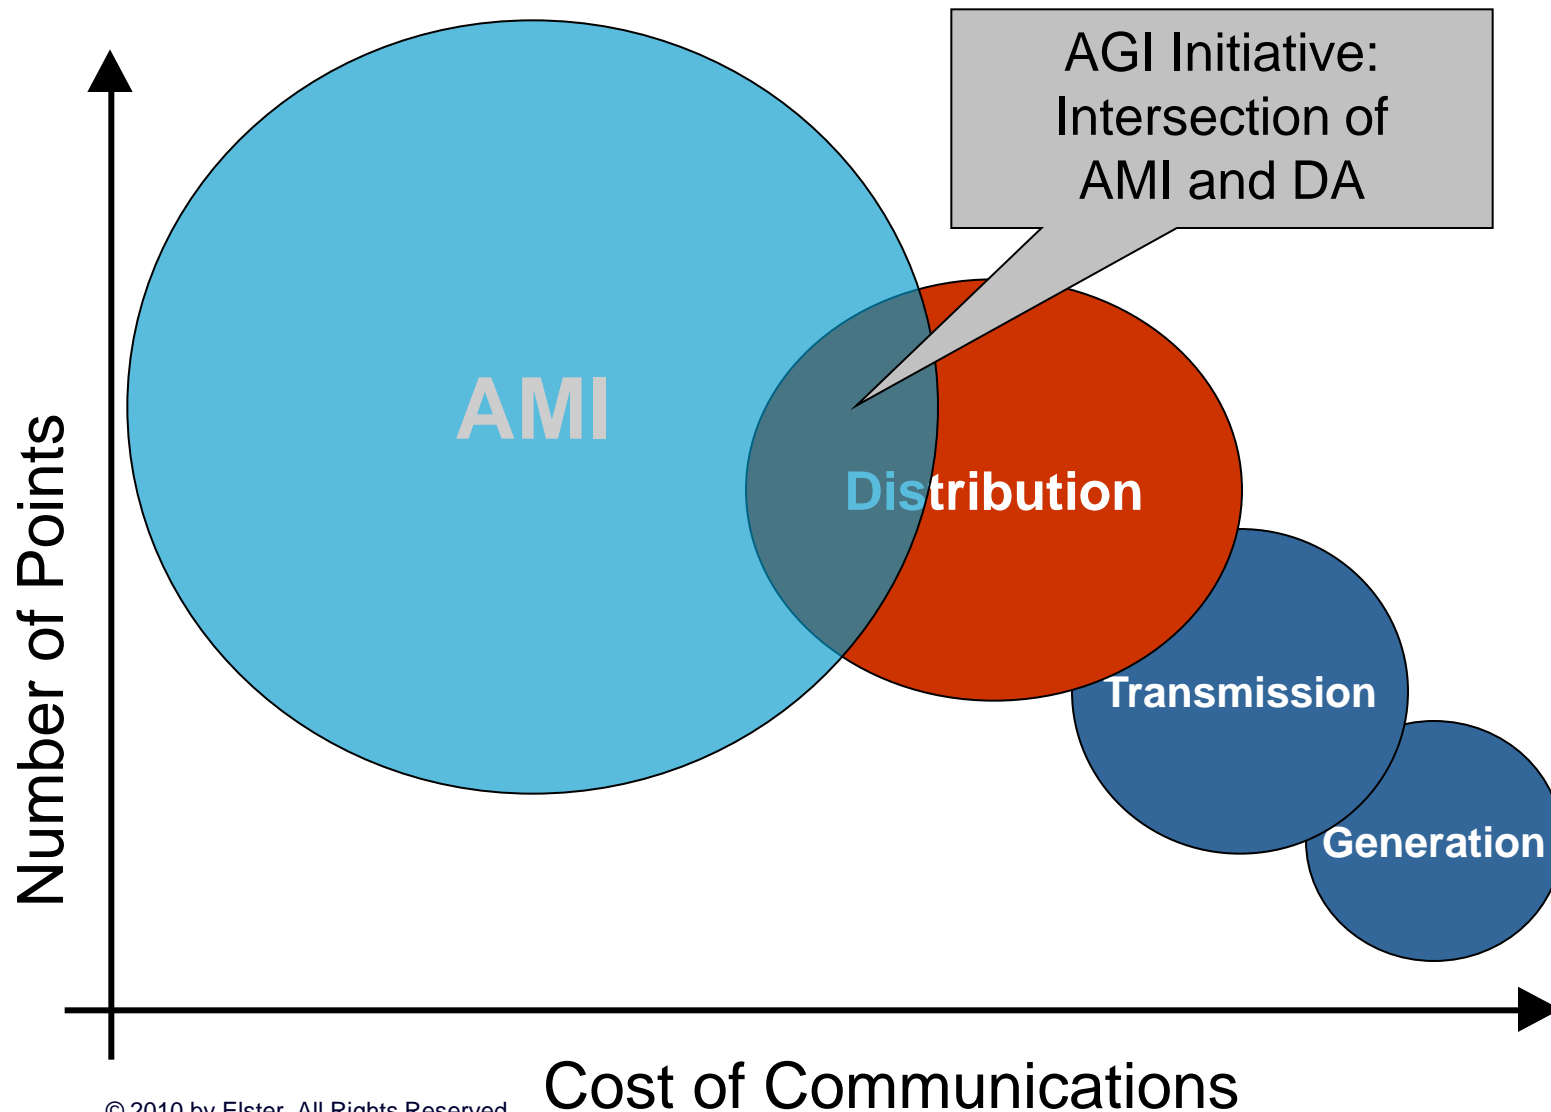 AGI Initiative:
Intersection of
AMI and DA
AMI
Distribution
Transmission
Generation
Number of Points
Cost of Communications
© 2010 by Elster. All Rights Reserved